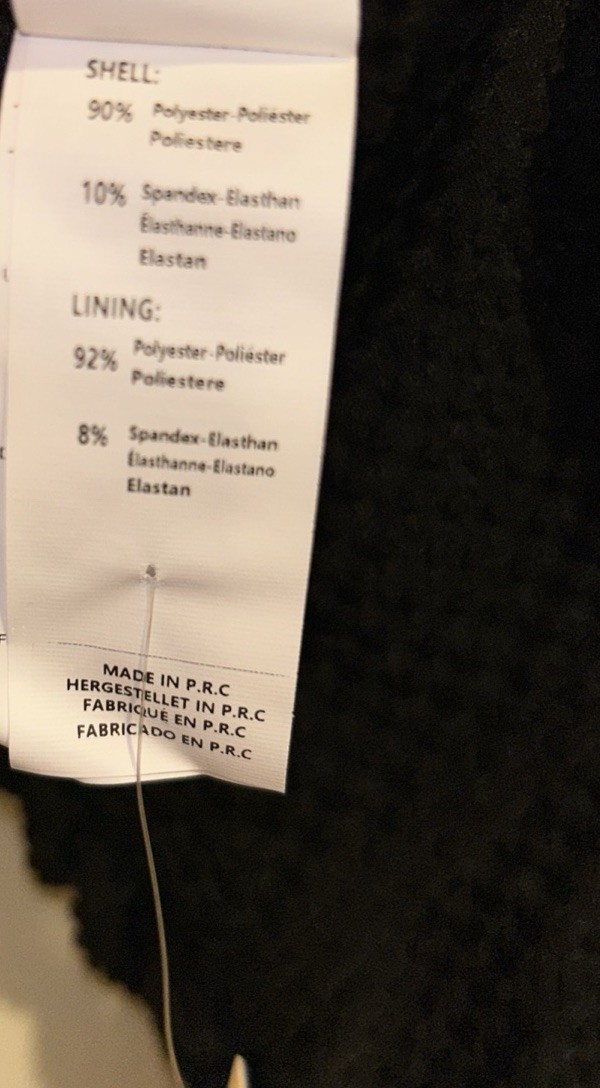 SHELL:
90% Polyester-Poliéster
Poliestere
10% Spandex-Elasthan
Élasthanne-Elastano
Elastan
LINING:
92% Polyester-Poliéster
Poliestere
8% Spandex-Elasthan
Élasthanne-Elastano
Elastan
MADE IN P.R.C
HERGESTELLET IN P.R.C
FABRIQUÉ EN P.R.C
FABRICADO EN P.R.C